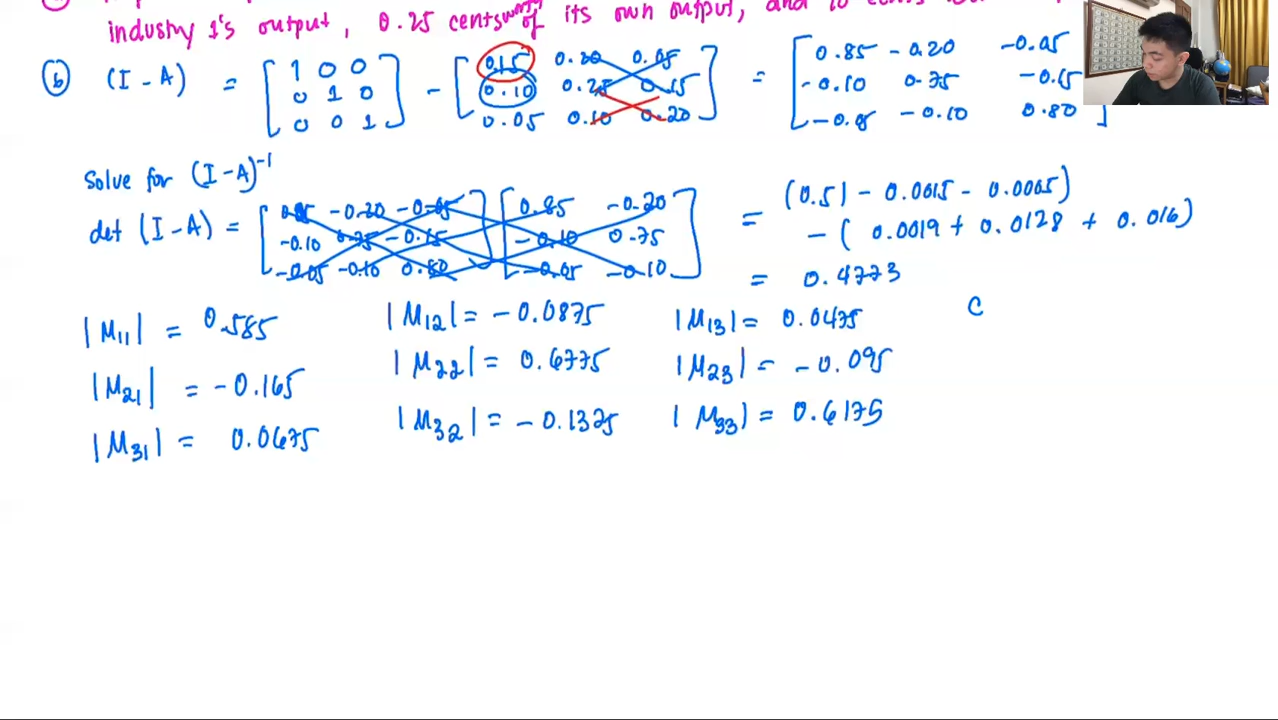 industry 1's output, 0.25 cents worth of its own output, and 10 cents
(b) (I - A) = [ 1 0 0 - [ 0.15 0.20 0.05 = [ 0.85 -0.20 -0.05
0 1 0 0.10 0.25 0.15 -0.10 0.75 -0.15
0 0 1 ] 0.05 0.10 0.20 ] -0.05 -0.10 0.80 ]
Solve for (I - A)^-1
det (I - A) = [ 0.85 -0.20 -0.05 ] [ 0.85 -0.20 ] = (0.51 - 0.0015 - 0.0005)
-0.10 0.75 -0.15 -0.10 0.75 - ( 0.0019 + 0.0128 + 0.016)
-0.05 -0.10 0.80 -0.05 -0.10 = 0.4773
|M11| = 0.585 |M12| = -0.0875 |M13| = 0.0475 C
|M21| = -0.165 |M22| = 0.6775 |M23| = -0.095
|M31| = 0.0675 |M32| = -0.1325 |M33| = 0.6175